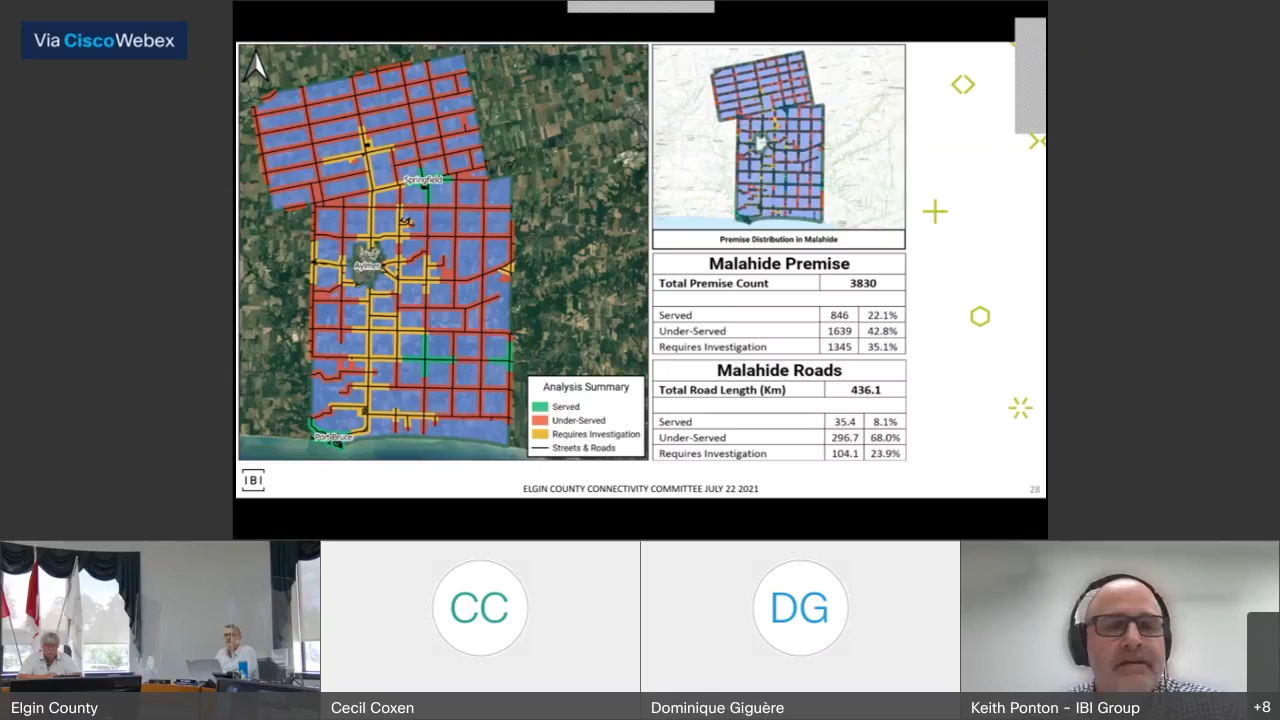 Via CiscoWebex
Springfield
Aylmer
Port Bruce
Analysis Summary
Served
Under-Served
Requires Investigation
Streets & Roads
Premise Distribution in Malahide
Malahide Premise
Total Premise Count 3830
Served 846 22.1%
Under-Served 1639 42.8%
Requires Investigation 1345 35.1%
Malahide Roads
Total Road Length (Km) 436.1
Served 35.4 8.1%
Under-Served 296.7 68.0%
Requires Investigation 104.1 23.9%
IBI
ELGIN COUNTY CONNECTIVITY COMMITTEE JULY 22 2021
28
CC
DG
Elgin County
Cecil Coxen
Dominique Giguère
Keith Ponton - IBI Group
+8